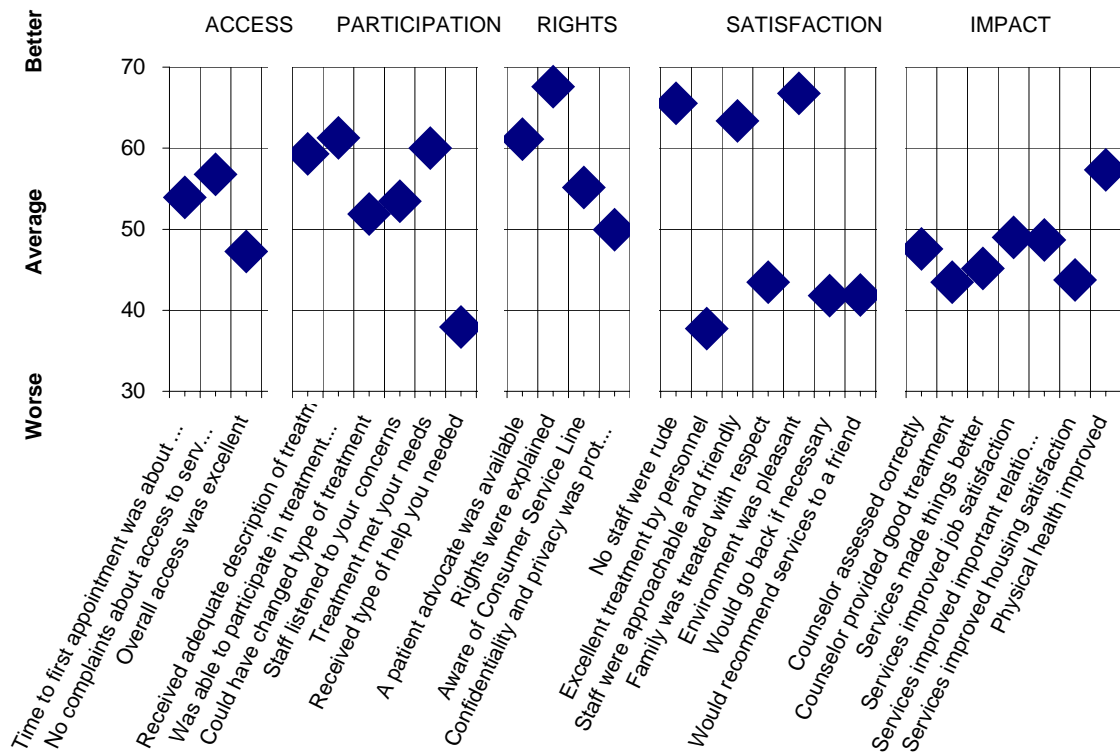 ACCESS
PARTICIPATION
RIGHTS
SATISFACTION
IMPACT
Better
Average
Worse
70
60
50
40
30
Time to first appointment was about ...
No complaints about access to serv...
Overall access was excellent
Received adequate description of treatm
Was able to participate in treatment...
Could have changed type of treatment
Staff listened to your concerns
Treatment met your needs
Received type of help you needed
A patient advocate was available
Rights were explained
Aware of Consumer Service Line
Confidentiality and privacy was prot...
No staff were rude
Excellent treatment by personnel
Staff were approachable and friendly
Family was treated with respect
Environment was pleasant
Would go back if necessary
Would recommend services to a friend
Counselor assessed correctly
Counselor provided good treatment
Services made things better
Services improved job satisfaction
Services improved important relatio...
Services improved housing satisfaction
Physical health improved